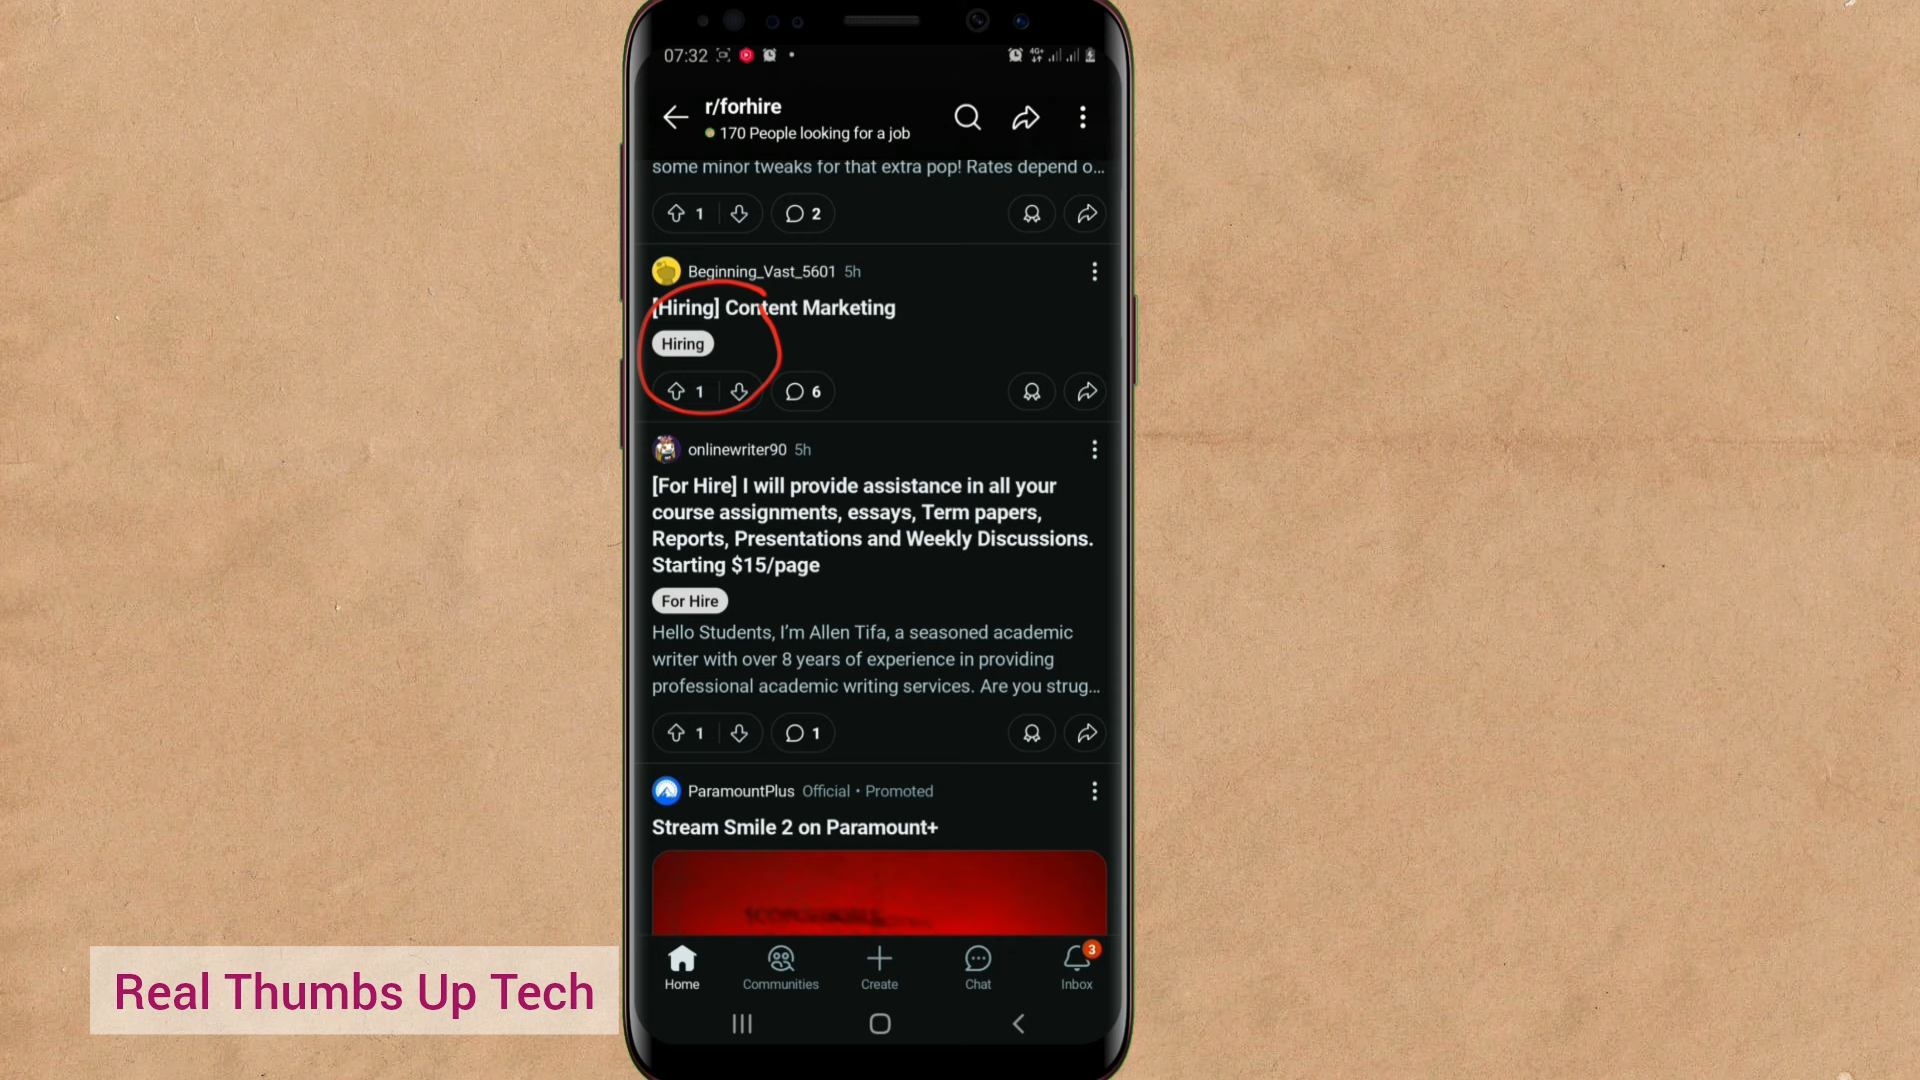 07:32
4G+
r/forhire
170 People looking for a job
some minor tweaks for that extra pop! Rates depend o...
1
2
Beginning_Vast_5601 5h
[Hiring] Content Marketing
Hiring
1
6
onlinewriter90 5h
[For Hire] I will provide assistance in all your
course assignments, essays, Term papers,
Reports, Presentations and Weekly Discussions.
Starting $15/page
For Hire
Hello Students, I'm Allen Tifa, a seasoned academic
writer with over 8 years of experience in providing
professional academic writing services. Are you strug...
1
1
ParamountPlus Official • Promoted
Stream Smile 2 on Paramount+
3
Home
Communities
Create
Chat
Inbox
Real Thumbs Up Tech